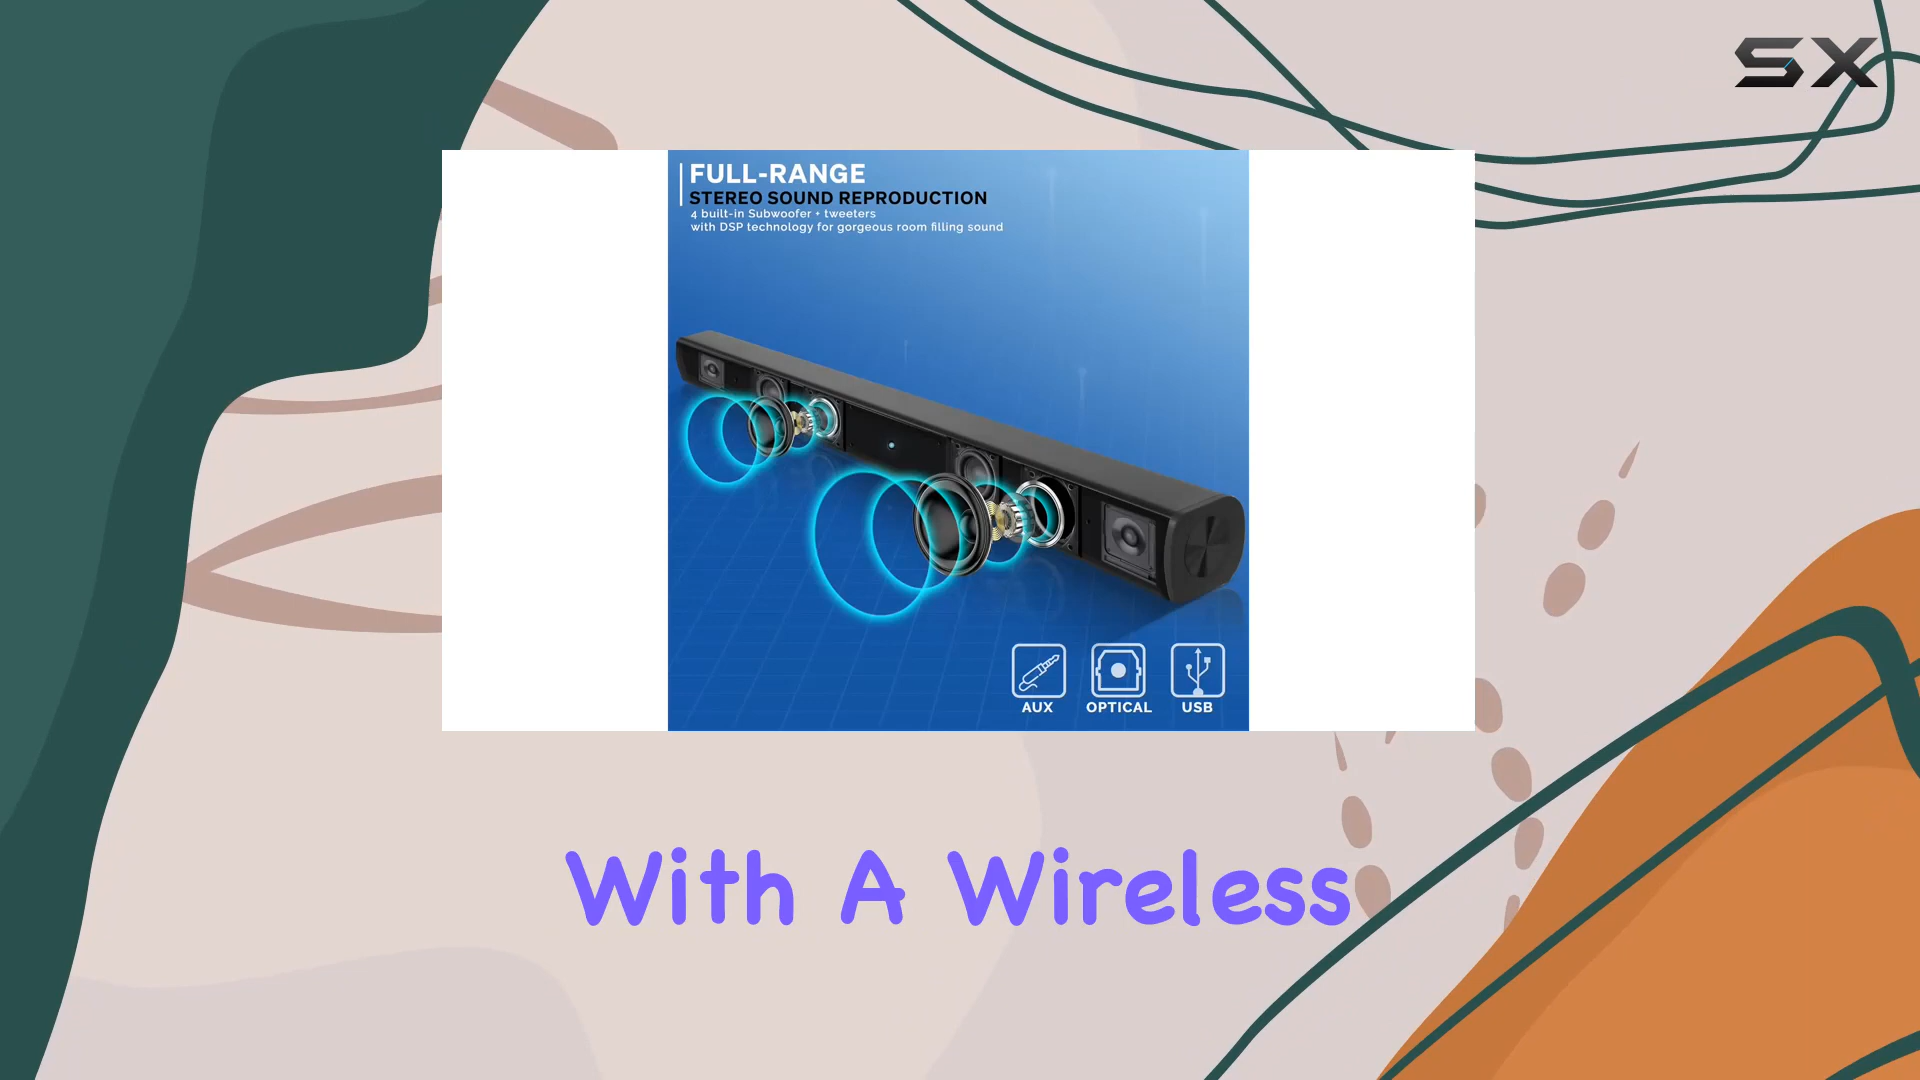 SX
FULL-RANGE
STEREO SOUND REPRODUCTION
4 built-in Subwoofer + tweeters
with DSP technology for gorgeous room filling sound
AUX OPTICAL USB
With A Wireless